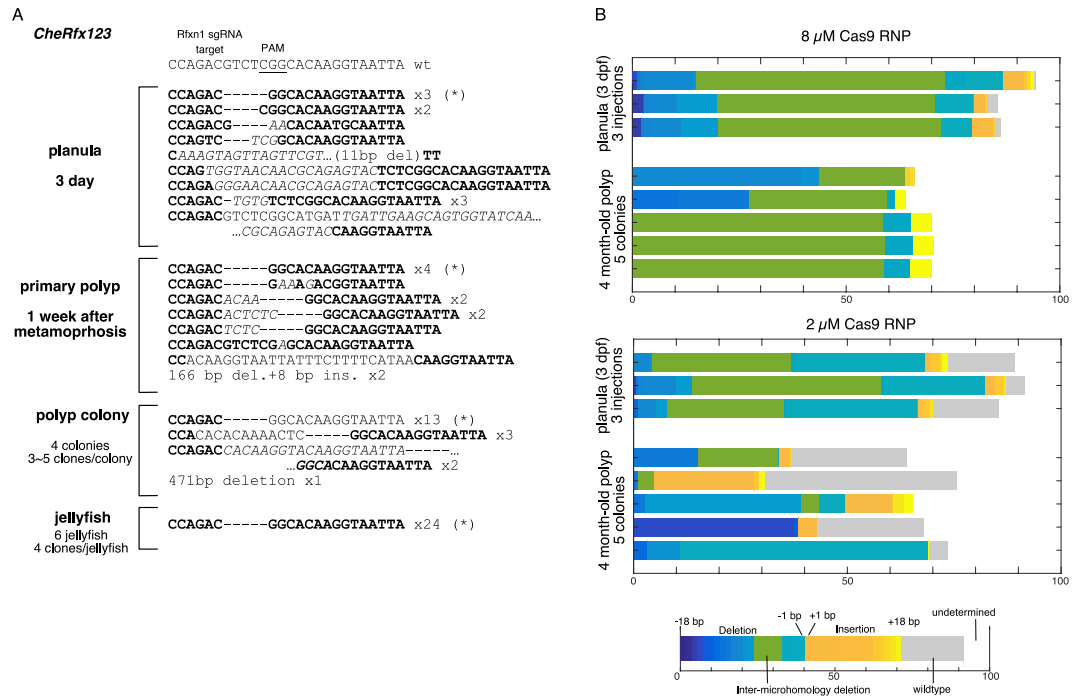 A
CheRfx123
Rfxn1 sgRNA
target
PAM
CCAGACGTCTCGGCACAAGGTAATTA wt
planula
3 day
CCAGAC-----GGCACAAGGTAATTA x3 (*)
CCAGAC----CGGCACAAGGTAATTA x2
CCAGACG----AACACAATGCAATTA
CCAGTC----TCGGCACAAGGTAATTA
CAAAGTAGTTAGTTCGT...(11bp del)TT
CCAGTGGTAACAACGCAGAGTACTCTCGGCACAAGGTAATTA
CCAGAGGGAACAACGCAGAGTACTCTCGGCACAAGGTAATTA
CCAGAC-TGTGTCTCGGCACAAGGTAATTA x3
CCAGACGTCTCGGCATGATTGATTGAAGCAGTGGTATCAA…
…CGCAGAGTACCAAGGTAATTA
primary polyp
1 week after
metamoprhosis
CCAGAC-----GGCACAAGGTAATTA x4 (*)
CCAGAC-----GAAAGACGGTAATTA
CCAGACACAA-----GGCACAAGGTAATTA x2
CCAGACACTCTC-----GGCACAAGGTAATTA x2
CCAGACTCTC-----GGCACAAGGTAATTA
CCAGACGTCTCGAGCACAAGGTAATTA
CCACAAGGTAATTATTTCTTTTCATAACAAGGTAATTA
166 bp del.+8 bp ins. x2
polyp colony
4 colonies
3~5 clones/colony
CCAGAC-----GGCACAAGGTAATTA x13 (*)
CCACACACAAAACTC-----GGCACAAGGTAATTA x3
CCAGACCACAAGGTACAAGGTAATTA-----…
…GGCACAAGGTAATTA x2
471bp deletion x1
jellyfish
6 jellyfish
4 clones/jellyfish
CCAGAC-----GGCACAAGGTAATTA x24 (*)
B
8 µM Cas9 RNP
planula (3 dpf)
3 injections
4 month-old polyp
5 colonies
0 50 100
2 µM Cas9 RNP
planula (3 dpf)
3 injections
4 month-old polyp
5 colonies
0 50 100
-18 bp
Deletion
-1 bp
+1 bp
Insertion
+18 bp
undetermined
0 50 100
Inter-microhomology deletion
wildtype